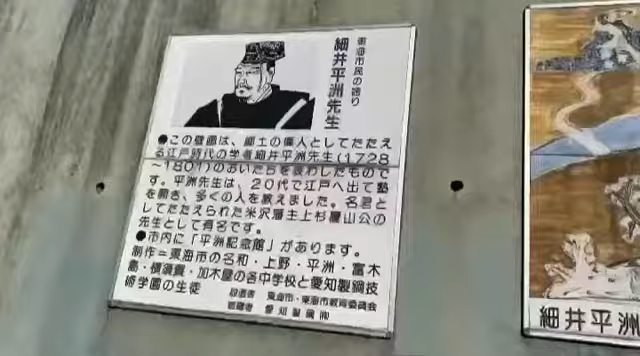 東海市民の誇り
細井平洲先生
●この壁画は、郷土の偉人としてたたえ
る江戸時代の学者細井平洲先生(1728
-1801)のおいたちを表わしたもので
す。平洲先生は、20代で江戸へ出て塾
を開き、多くの人を教えました。名君と
してたたえられた米沢藩主上杉鷹山公の
先生として有名です。
●市内に「平洲記念館」があります。
制作=東海市の名和・上野・平洲・富木
島・横須賀・加木屋の各中学校と愛知製鋼技
術学園の生徒
設置者 東海市・東海市教育委員会
管理者 愛知製鋼㈱
細井平洲